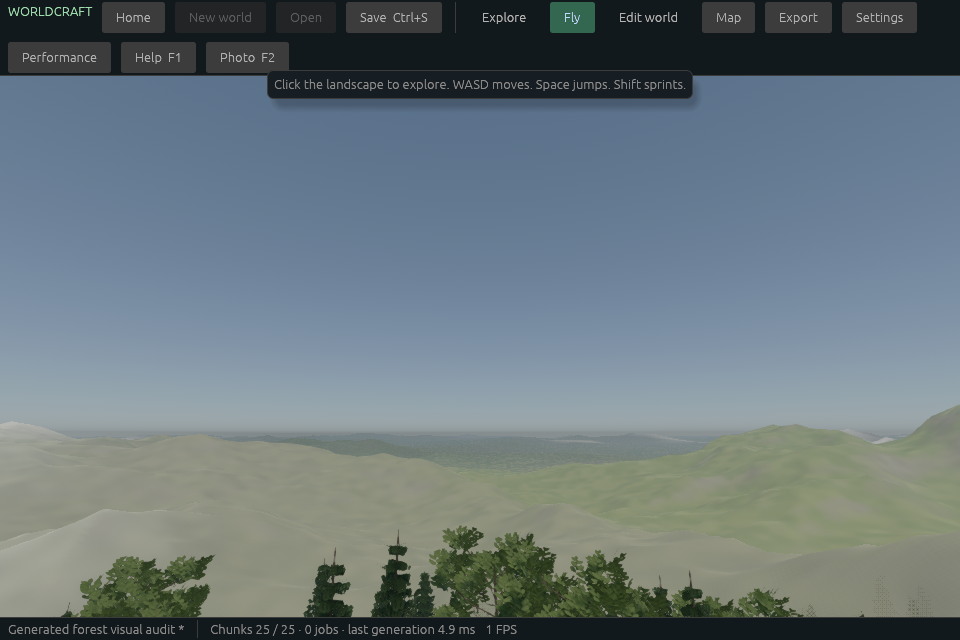 WORLDCRAFT Home New world Open Save Ctrl+S Explore Fly Edit world Map Export Settings
Performance Help F1 Photo F2
Click the landscape to explore. WASD moves. Space jumps. Shift sprints.
Generated forest visual audit * Chunks 25 / 25 · 0 jobs · last generation 4.9 ms 1 FPS